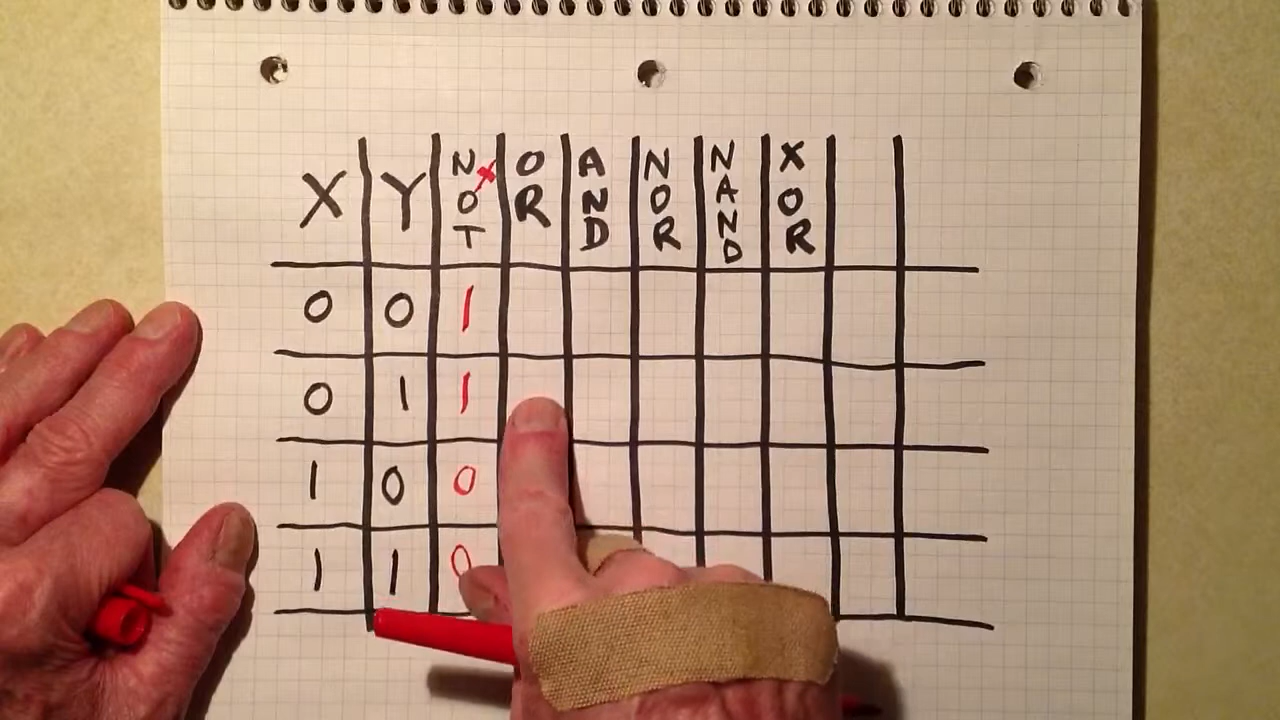 X Y NOT X OR AND NOR NAND XOR
0 0 1
0 1 1
1 0 0
1 1 0